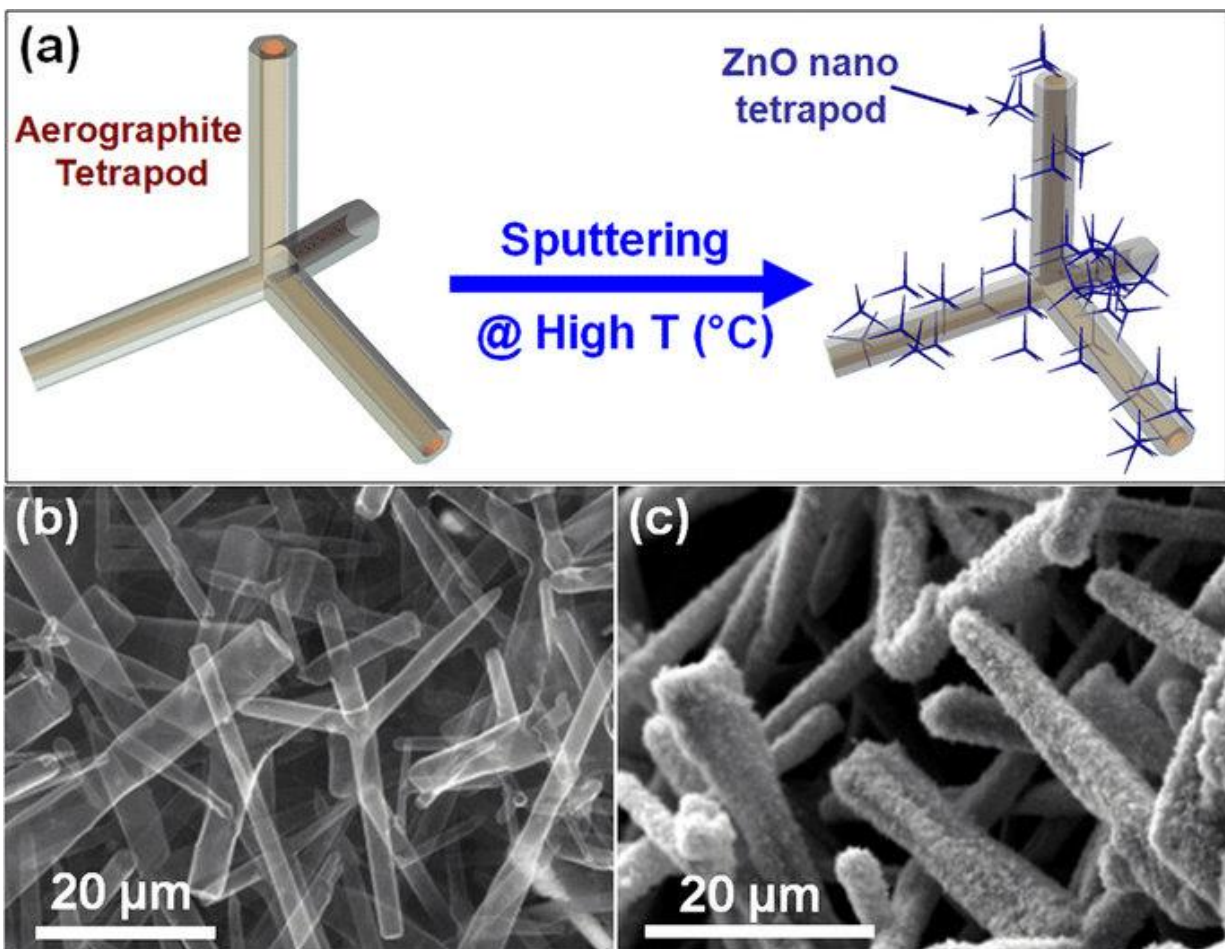 (a)
Aerographite
Tetrapod
Sputtering
@ High T (°C)
ZnO nano
tetrapod
(b)
20 µm
(c)
20 µm